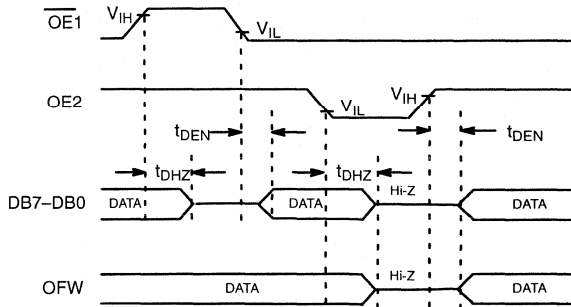 OE1
V_IH
V_IL
OE2
V_IL
V_IH
t_DEN
t_DEN
t_DHZ
t_DHZ
DB7–DB0
DATA
DATA
Hi-Z
DATA
OFW
DATA
Hi-Z
DATA